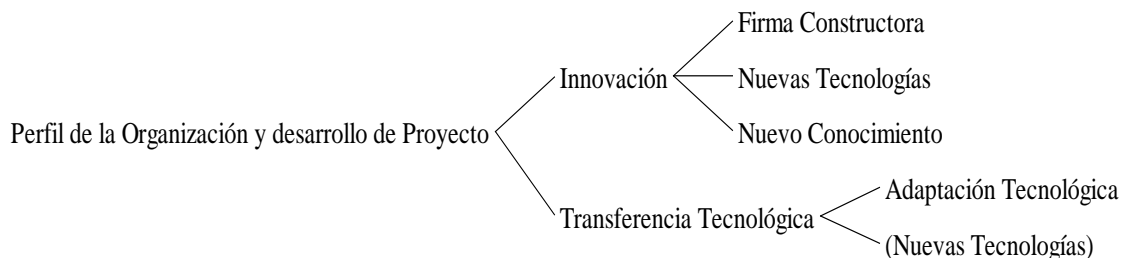 Firma Constructora
Innovación
Nuevas Tecnologías
Perfil de la Organización y desarrollo de Proyecto
Nuevo Conocimiento
Adaptación Tecnológica
Transferencia Tecnológica
(Nuevas Tecnologías)